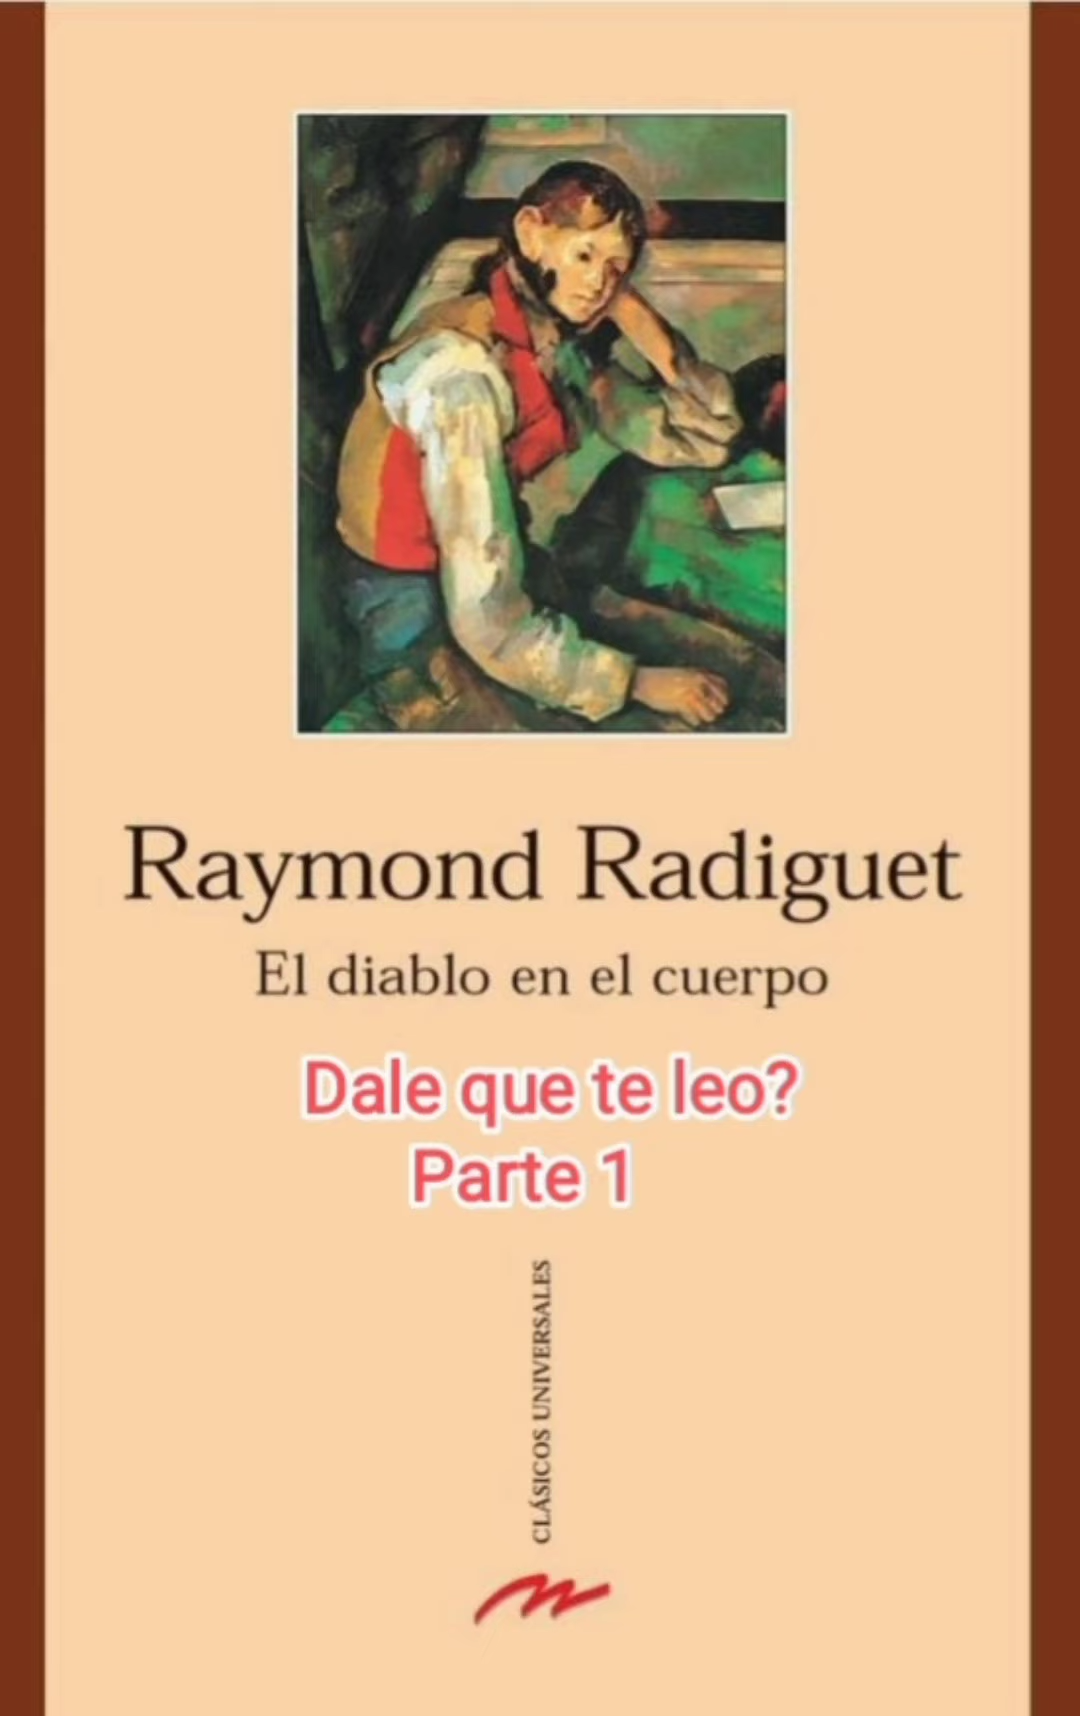 Raymond Radiguet
El diablo en el cuerpo
Dale que te leo?
Parte 1
CLÁSICOS UNIVERSALES